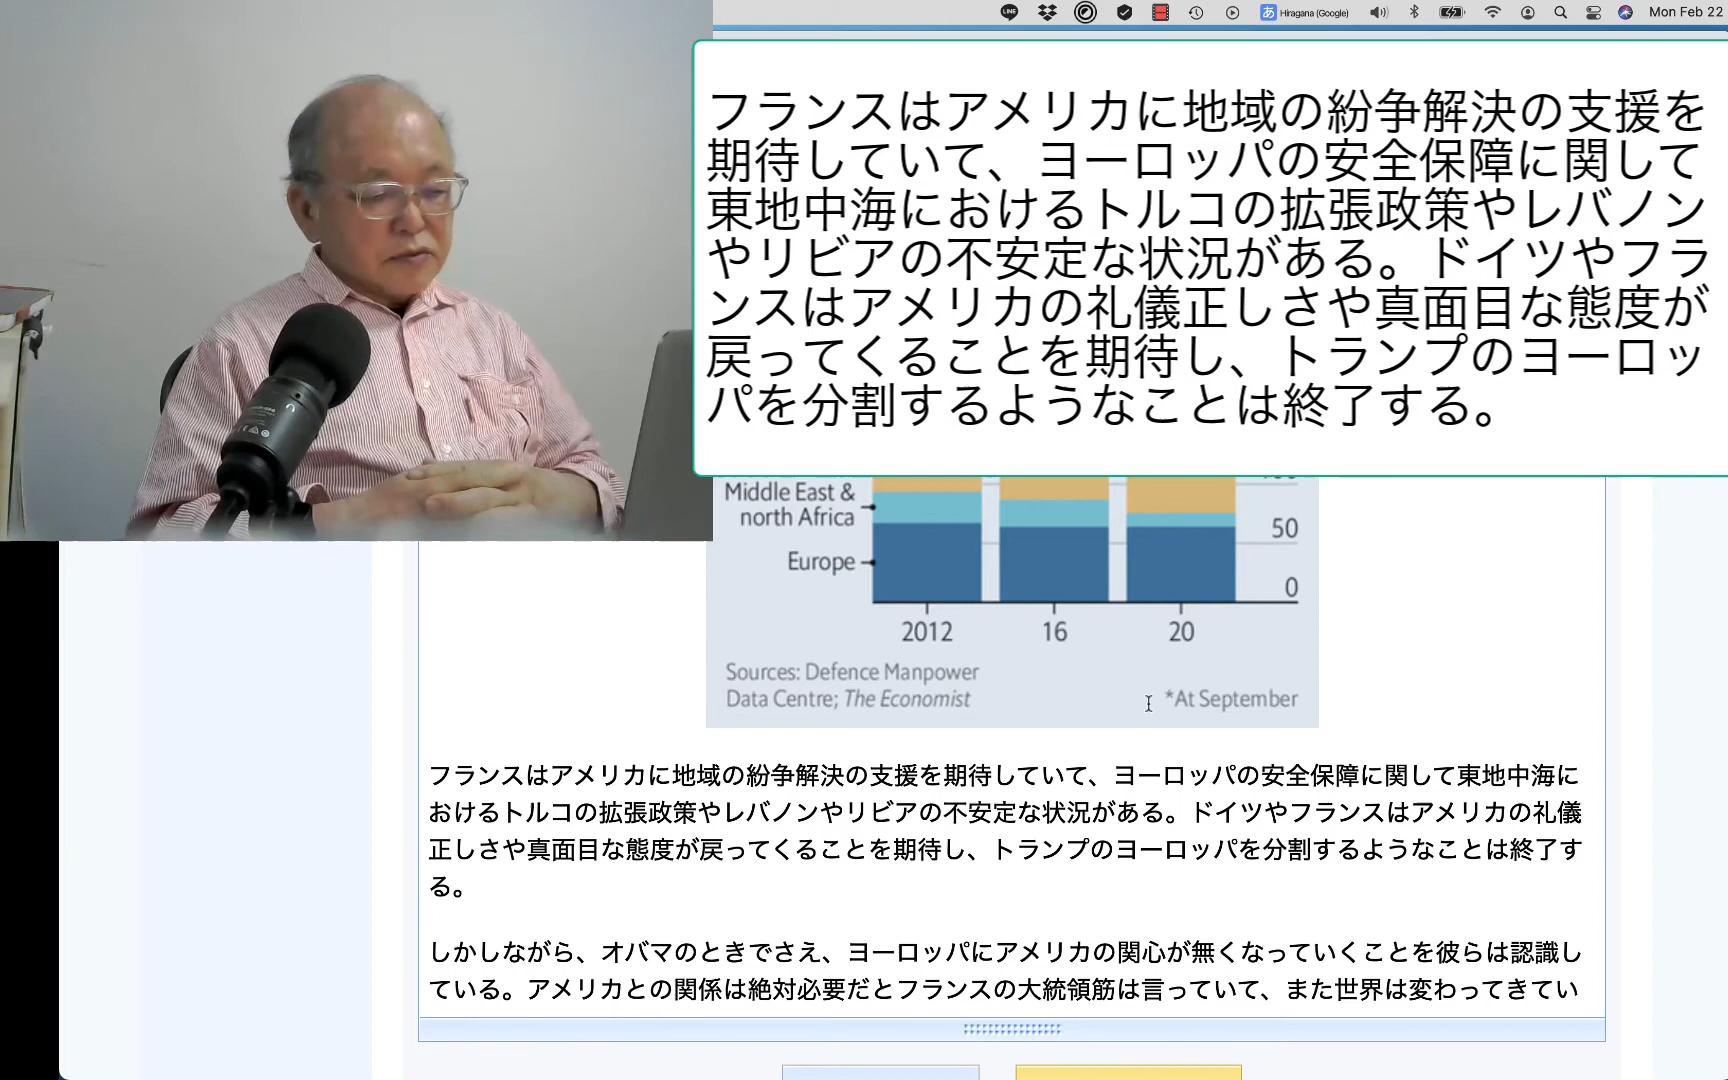 LINE
あ Hiragana (Google)
Mon Feb 22
フランスはアメリカに地域の紛争解決の支援を
期待していて、ヨーロッパの安全保障に関して
東地中海におけるトルコの拡張政策やレバノン
やリビアの不安定な状況がある。ドイツやフラ
ンスはアメリカの礼儀正しさや真面目な態度が
戻ってくることを期待し、トランプのヨーロッ
パを分割するようなことは終了する。
Middle East &
north Africa
50
Europe
0
2012 16 20
Sources: Defence Manpower
Data Centre; The Economist
*At September
フランスはアメリカに地域の紛争解決の支援を期待していて、ヨーロッパの安全保障に関して東地中海に
おけるトルコの拡張政策やレバノンやリビアの不安定な状況がある。ドイツやフランスはアメリカの礼儀
正しさや真面目な態度が戻ってくることを期待し、トランプのヨーロッパを分割するようなことは終了す
る。
しかしながら、オバマのときでさえ、ヨーロッパにアメリカの関心が無くなっていくことを彼らは認識し
ている。アメリカとの関係は絶対必要だとフランスの大統領筋は言っていて、また世界は変わってきてい